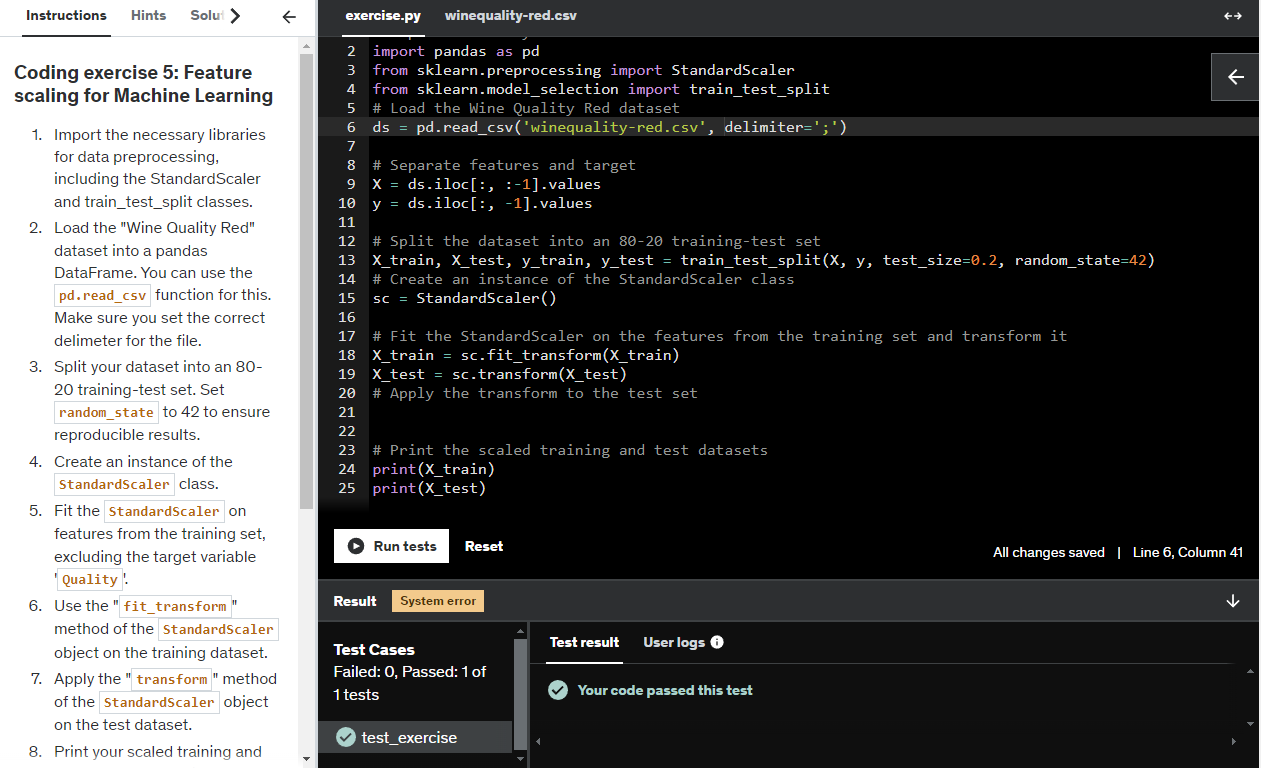 Instructions Hints
Coding exercise 5: Feature
scaling for Machine Learning
1. Import the necessary libraries
for data preprocessing,
including the StandardScaler
and train_test_split classes.
2. Load the "Wine Quality Red"
dataset into a pandas
DataFrame. You can use the
pd.read_csv function for this.
Make sure you set the correct
delimeter for the file.
3. Split your dataset into an 80-
20 training-test set. Set
random_state to 42 to ensure
reproducible results.
4. Create an instance of the
StandardScaler class.
5. Fit the StandardScaler on
features from the training set,
excluding the target variable
'Quality'.
6. Use the "fit_transform"
method of the StandardScaler
object on the training dataset.
7. Apply the "transform" method
of the StandardScaler object
on the test dataset.
8. Print your scaled training and
exercise.py winequality-red.csv
2 import pandas as pd
3 from sklearn.preprocessing import StandardScaler
4 from sklearn.model_selection import train_test_split
5 # Load the Wine Quality Red dataset
6 ds = pd.read_csv('winequality-red.csv', delimiter=';')
7
8 # Separate features and target
9 X = ds.iloc[:, :-1].values
10 y = ds.iloc[:, -1].values
11
12 # Split the dataset into an 80-20 training-test set
13 X_train, X_test, y_train, y_test = train_test_split(X, y, test_size=0.2, random_state=42)
14 # Create an instance of the StandardScaler class
15 sc = StandardScaler()
16
17 # Fit the StandardScaler on the features from the training set and transform it
18 X_train = sc.fit_transform(X_train)
19 X_test = sc.transform(X_test)
20 # Apply the transform to the test set
21
22
23 # Print the scaled training and test datasets
24 print(X_train)
25 print(X_test)
Run tests Reset
All changes saved | Line 6, Column 41
Result System error
Test Cases
Failed: 0, Passed: 1 of
1 tests
test_exercise
Test result User logs
Your code passed this test